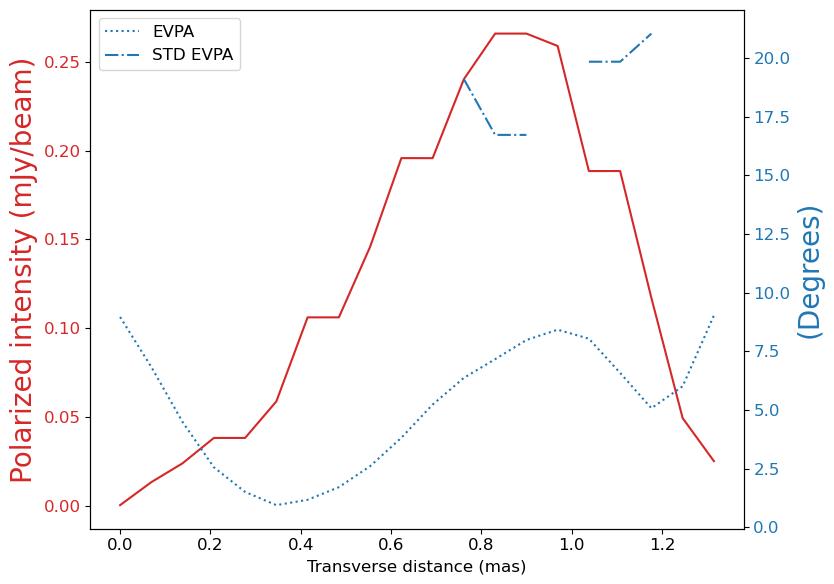 EVPA
STD EVPA
Polarized intensity (mJy/beam)
0.25
0.20
0.15
0.10
0.05
0.00
20.0
17.5
15.0
12.5
10.0
7.5
5.0
2.5
0.0
(Degrees)
0.0 0.2 0.4 0.6 0.8 1.0 1.2
Transverse distance (mas)